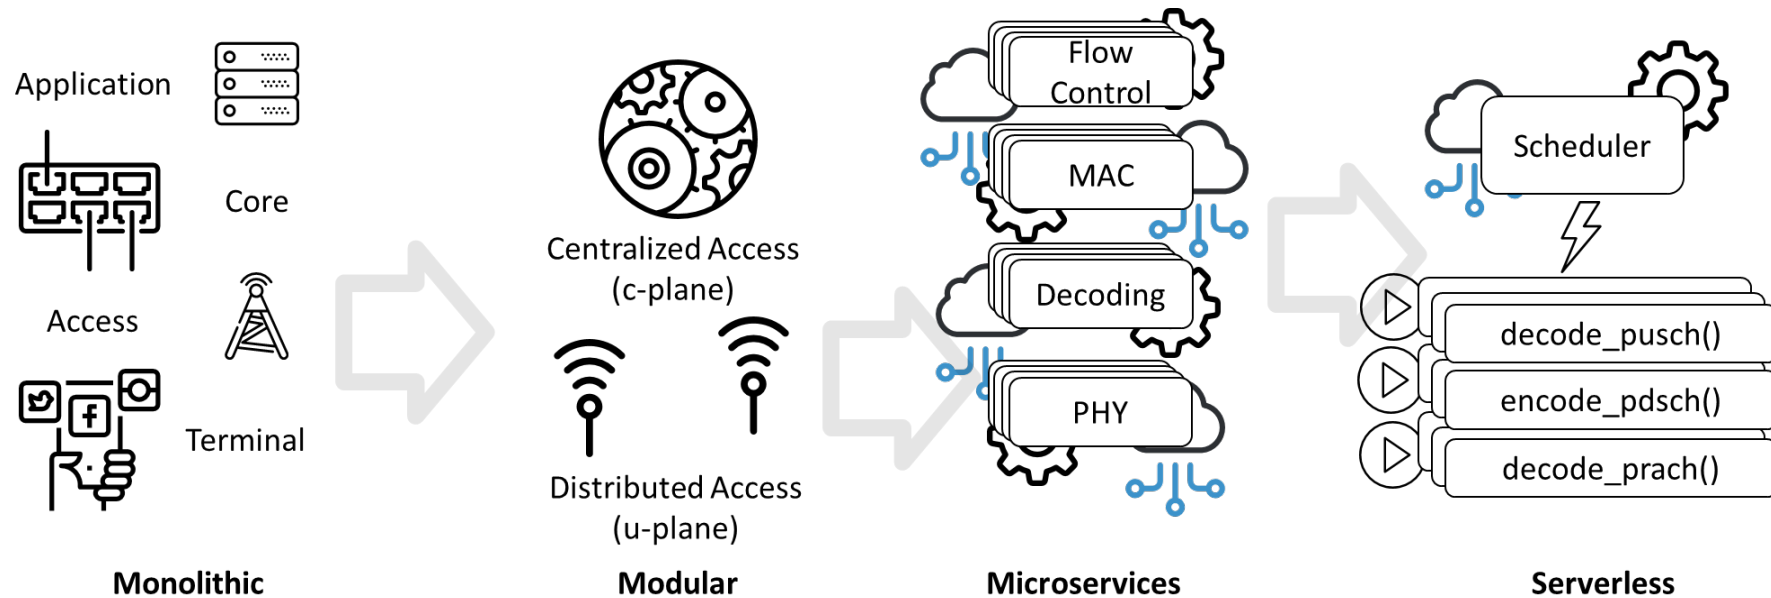 Application
Core
Access
Terminal
Monolithic
Centralized Access
(c-plane)
Distributed Access
(u-plane)
Modular
Flow
Control
MAC
Decoding
PHY
Microservices
Scheduler
decode_pusch()
encode_pdsch()
decode_prach()
Serverless